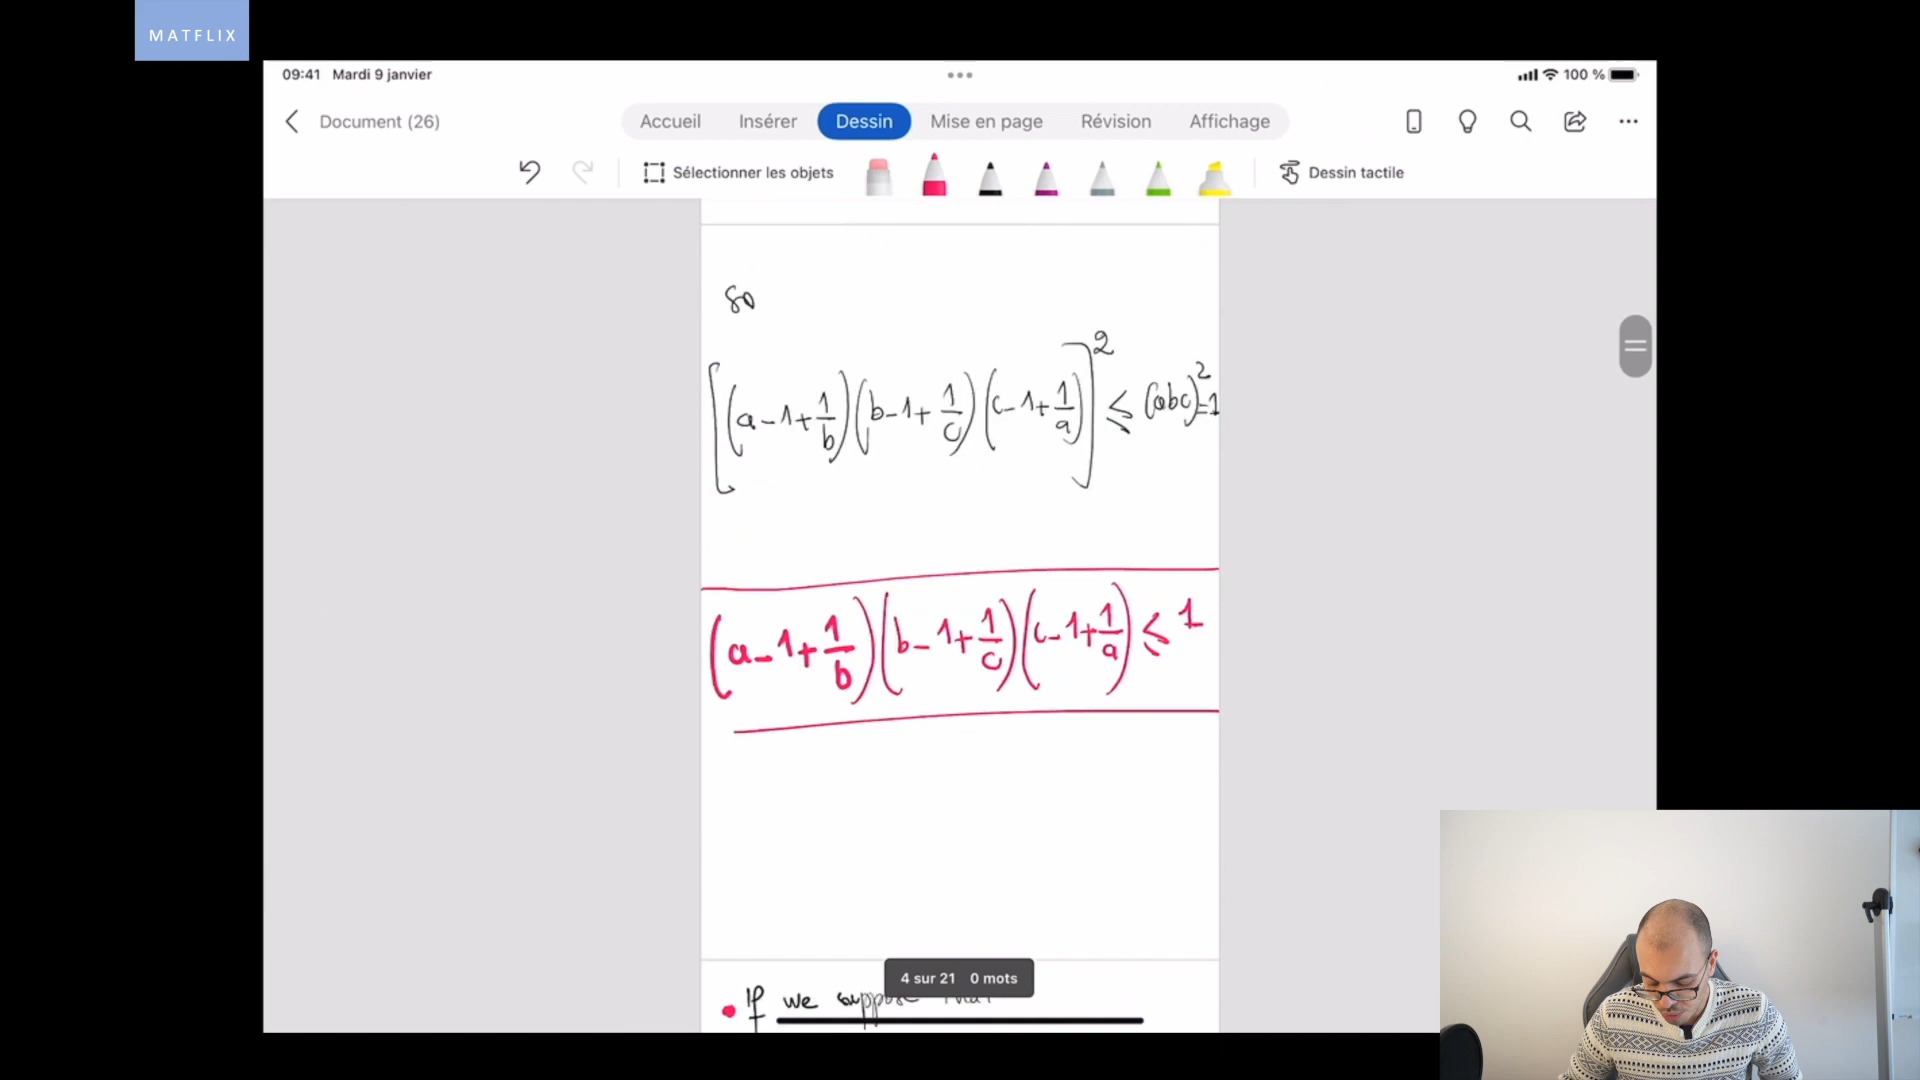 MATFLIX
09:41 Mardi 9 janvier
100 %
Document (26)
Accueil Insérer Dessin Mise en page Révision Affichage
Sélectionner les objets
Dessin tactile
so
[(a-1+1/b)(b-1+1/c)(c-1+1/a)]² ≤ (abc)²=1
(a-1+1/b)(b-1+1/c)(c-1+1/a) ≤ 1
4 sur 21 0 mots
• If we suppose